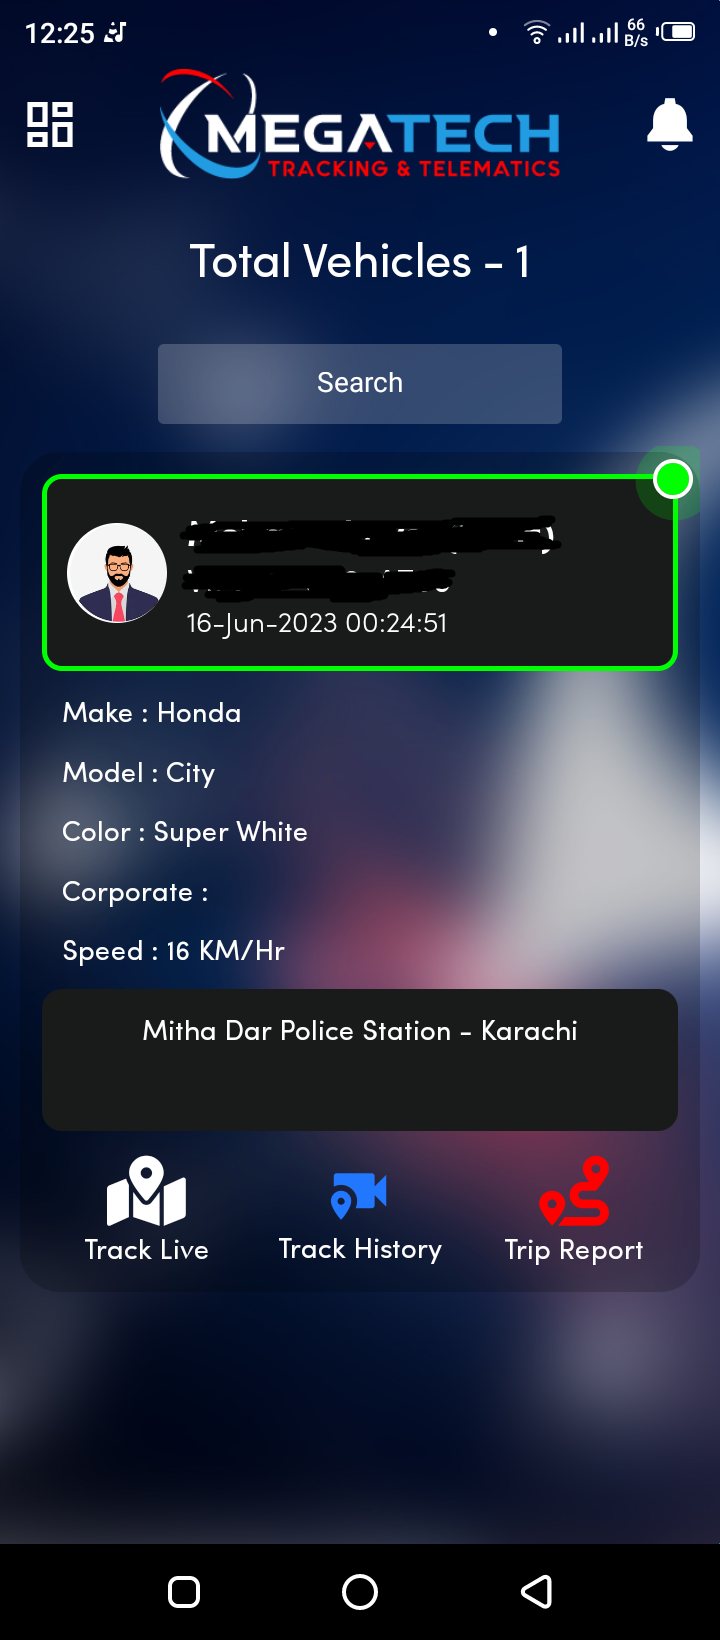 12:25
66
B/s
MEGATECH
TRACKING & TELEMATICS
Total Vehicles - 1
Search
16-Jun-2023 00:24:51
Make : Honda
Model : City
Color : Super White
Corporate :
Speed : 16 KM/Hr
Mitha Dar Police Station - Karachi
Track Live
Track History
Trip Report